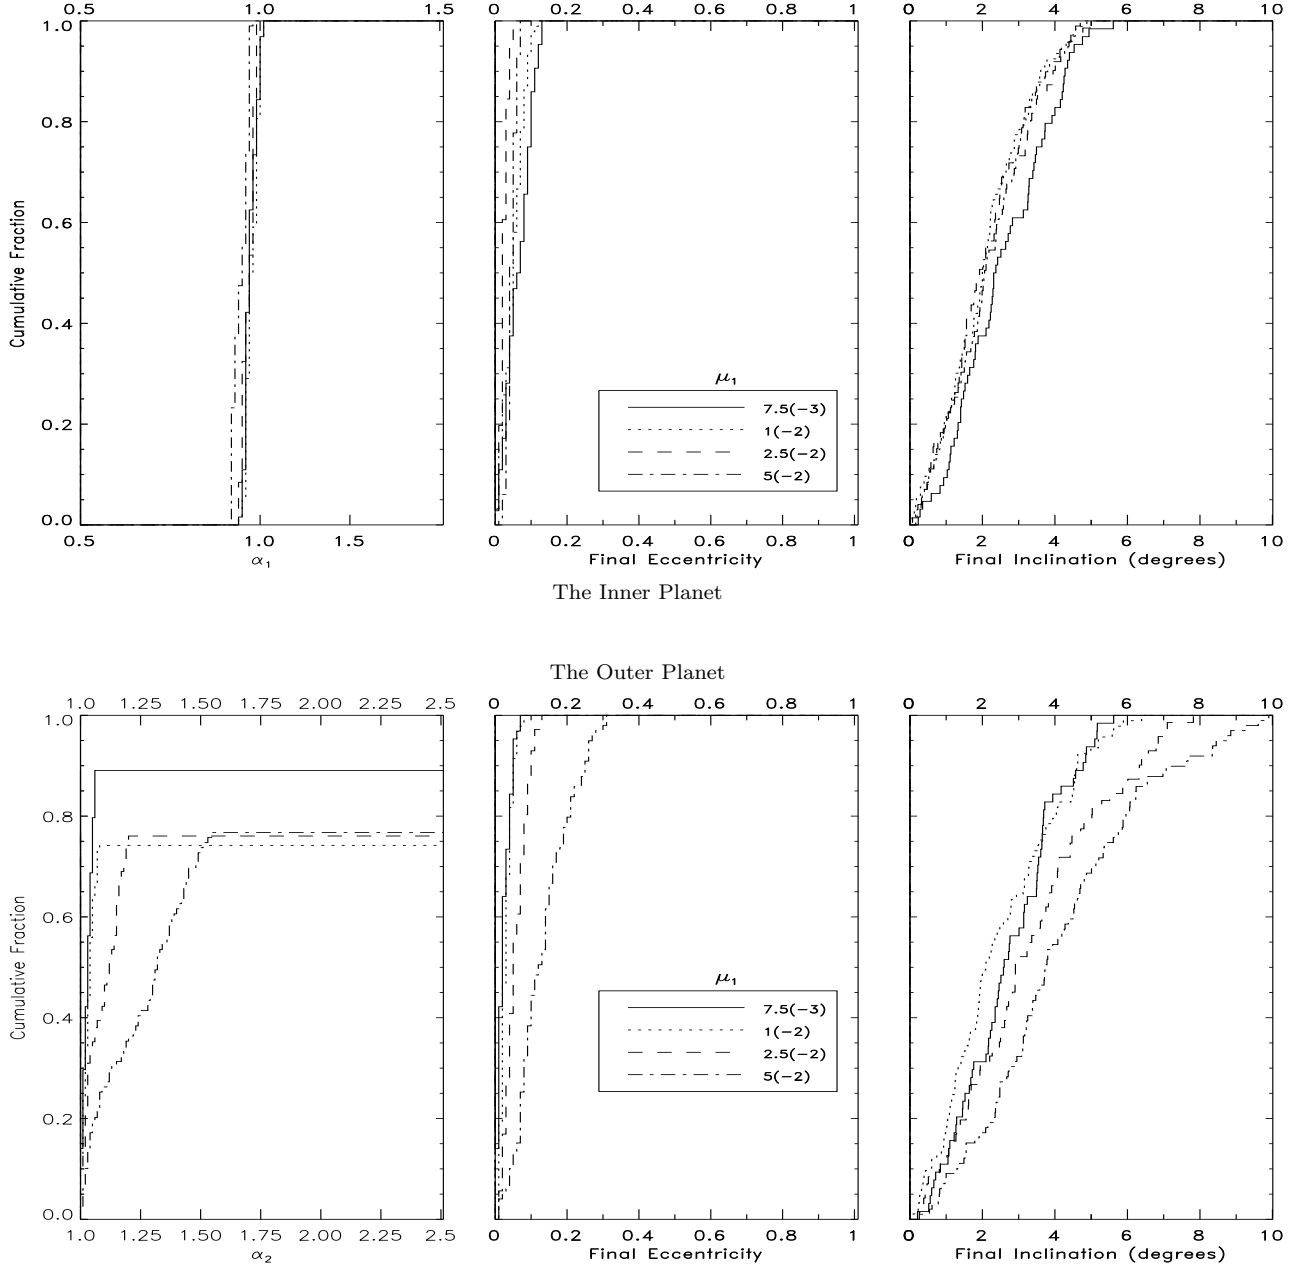 0.5 1.0 1.5 0 0.2 0.4 0.6 0.8 1 0 2 4 6 8 10
1.0
0.8
0.6
0.4
0.2
0.0
Cumulative Fraction
μ1
7.5(−3)
1(−2)
2.5(−2)
5(−2)
0.5 1.0 1.5 0 0.2 0.4 0.6 0.8 1 0 2 4 6 8 10
α1 Final Eccentricity Final Inclination (degrees)
The Inner Planet
The Outer Planet
1.0 1.25 1.50 1.75 2.00 2.25 2.5 0 0.2 0.4 0.6 0.8 1 0 2 4 6 8 10
1.0
0.8
0.6
0.4
0.2
0.0
Cumulative Fraction
μ1
7.5(−3)
1(−2)
2.5(−2)
5(−2)
1.0 1.25 1.50 1.75 2.00 2.25 2.5 0 0.2 0.4 0.6 0.8 1 0 2 4 6 8 10
α2 Final Eccentricity Final Inclination (degrees)